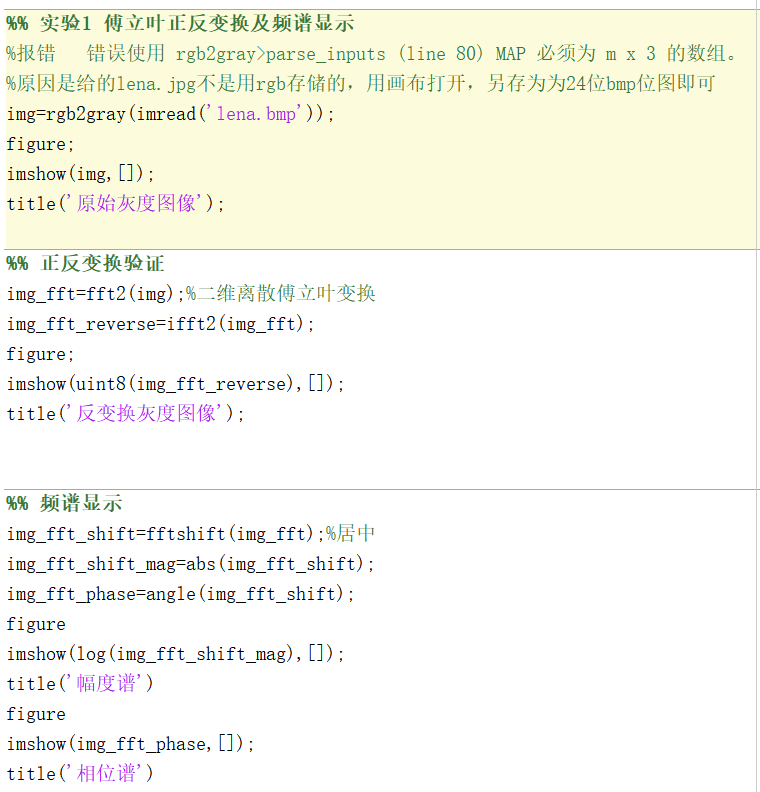 %% 实验1 傅立叶正反变换及频谱显示
%报错   错误使用 rgb2gray>parse_inputs (line 80) MAP 必须为 m x 3 的数组。
%原因是给的lena.jpg不是用rgb存储的，用画布打开，另存为为24位bmp位图即可
img=rgb2gray(imread('lena.bmp'));
figure;
imshow(img,[]);
title('原始灰度图像');
%% 正反变换验证
img_fft=fft2(img);%二维离散傅立叶变换
img_fft_reverse=ifft2(img_fft);
figure;
imshow(uint8(img_fft_reverse),[]);
title('反变换灰度图像');
%% 频谱显示
img_fft_shift=fftshift(img_fft);%居中
img_fft_shift_mag=abs(img_fft_shift);
img_fft_phase=angle(img_fft_shift);
figure
imshow(log(img_fft_shift_mag),[]);
title('幅度谱')
figure
imshow(img_fft_phase,[]);
title('相位谱')